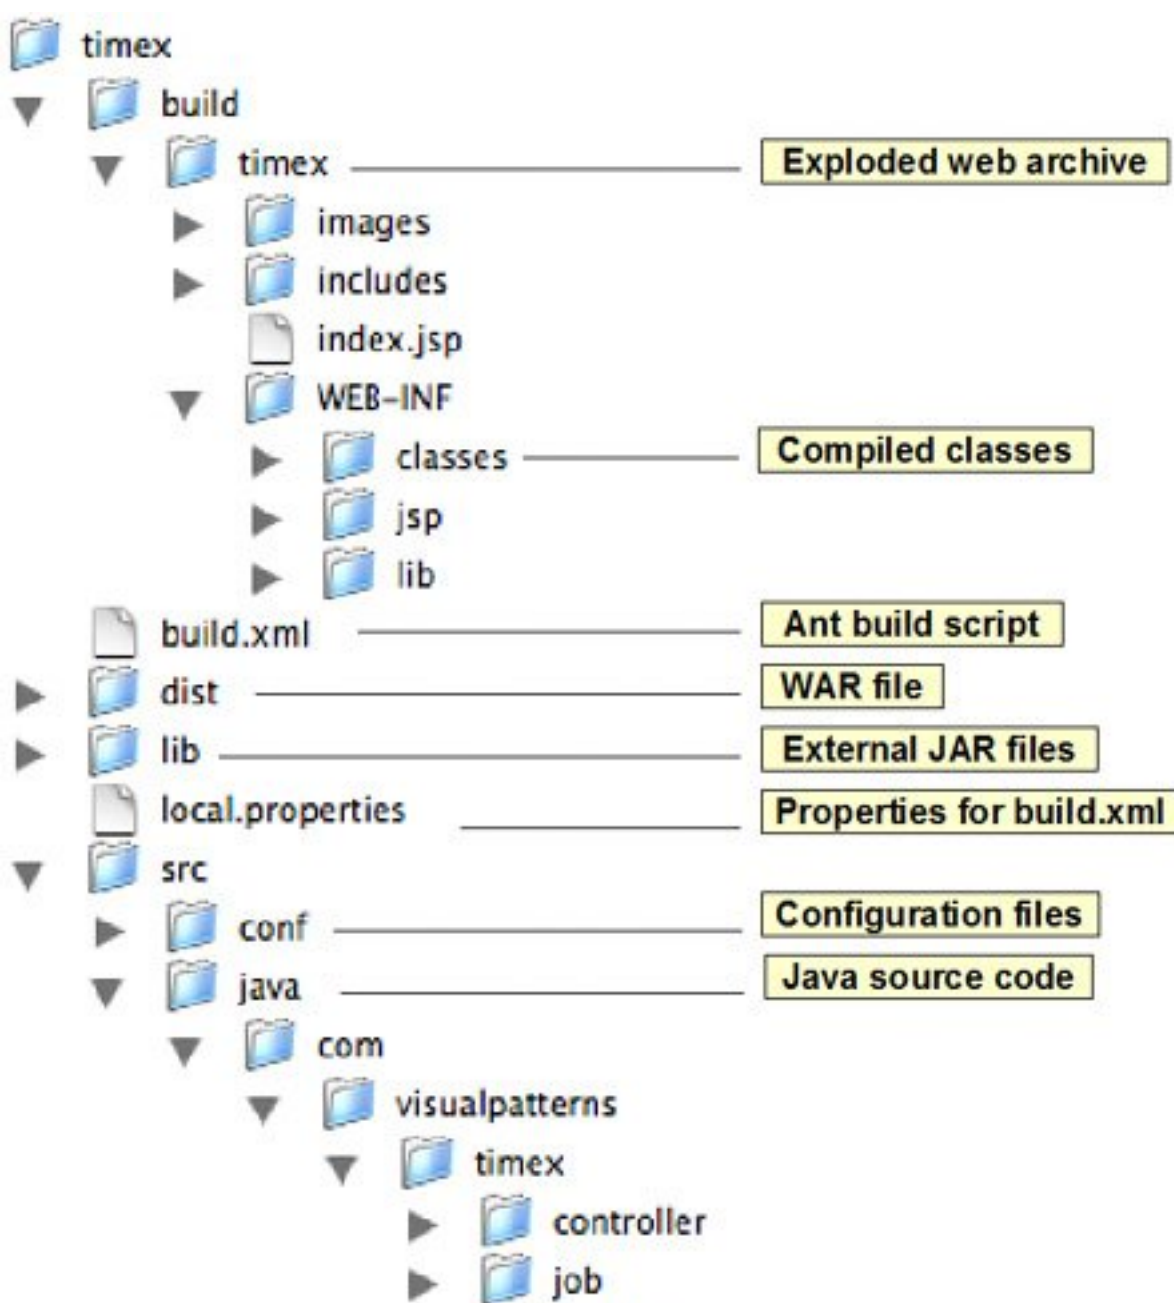 timex
build
timex Exploded web archive
images
includes
index.jsp
WEB-INF
classes Compiled classes
jsp
lib
build.xml Ant build script
dist WAR file
lib External JAR files
local.properties Properties for build.xml
src
conf Configuration files
java Java source code
com
visualpatterns
timex
controller
job